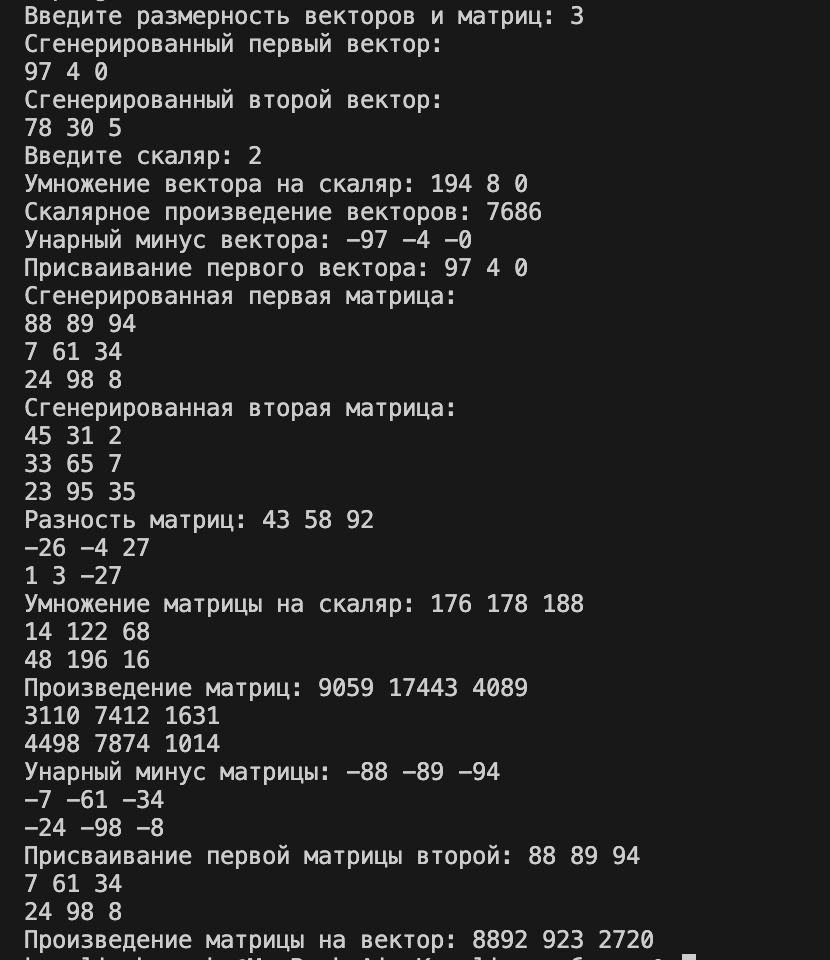 Введите размерность векторов и матриц: 3
Сгенерированный первый вектор:
97 4 0
Сгенерированный второй вектор:
78 30 5
Введите скаляр: 2
Умножение вектора на скаляр: 194 8 0
Скалярное произведение векторов: 7686
Унарный минус вектора: -97 -4 -0
Присваивание первого вектора: 97 4 0
Сгенерированная первая матрица:
88 89 94
7 61 34
24 98 8
Сгенерированная вторая матрица:
45 31 2
33 65 7
23 95 35
Разность матриц: 43 58 92
-26 -4 27
1 3 -27
Умножение матрицы на скаляр: 176 178 188
14 122 68
48 196 16
Произведение матриц: 9059 17443 4089
3110 7412 1631
4498 7874 1014
Унарный минус матрицы: -88 -89 -94
-7 -61 -34
-24 -98 -8
Присваивание первой матрицы второй: 88 89 94
7 61 34
24 98 8
Произведение матрицы на вектор: 8892 923 2720